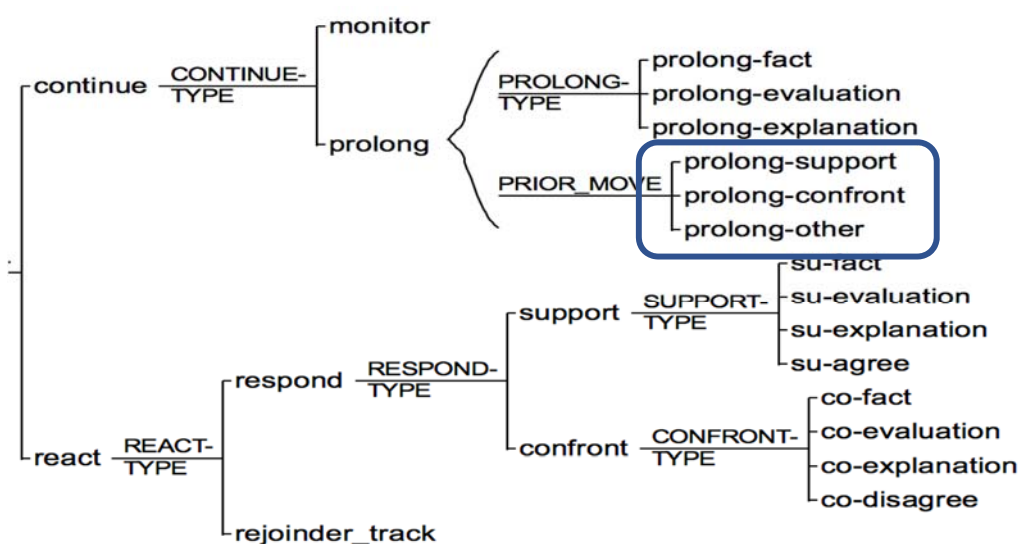 monitor
continue
CONTINUE-
TYPE
prolong
PROLONG-
TYPE
prolong-fact
prolong-evaluation
prolong-explanation
PRIOR_MOVE
prolong-support
prolong-confront
prolong-other
react
REACT-
TYPE
respond
RESPOND-
TYPE
support
SUPPORT-
TYPE
su-fact
su-evaluation
su-explanation
su-agree
confront
CONFRONT-
TYPE
co-fact
co-evaluation
co-explanation
co-disagree
rejoinder_track